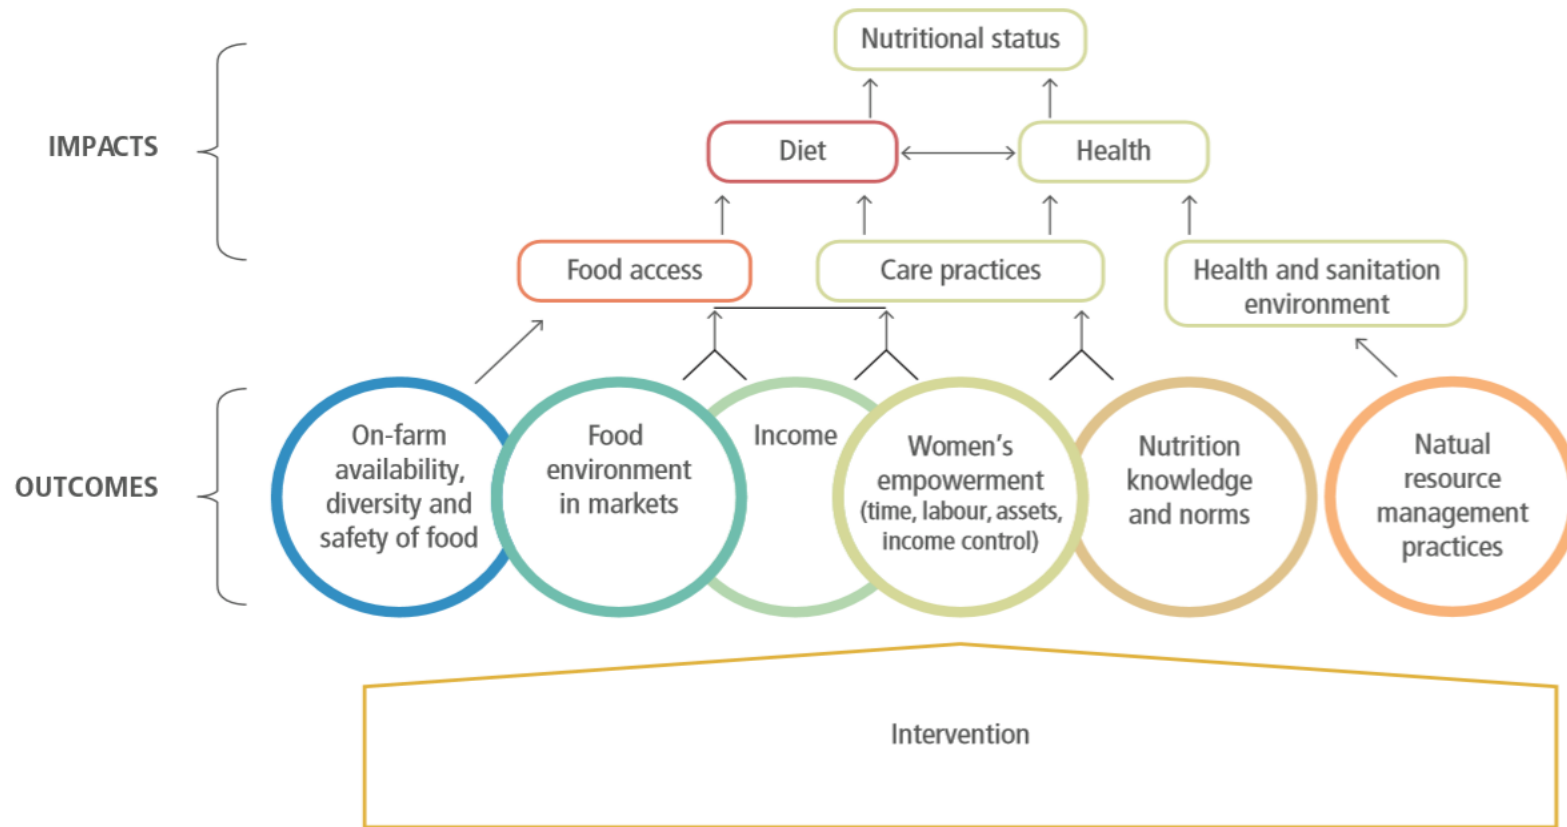 Nutritional status
IMPACTS
Diet
Health
Food access
Care practices
Health and sanitation
environment
OUTCOMES
On-farm
availability,
diversity and
safety of food
Food
environment
in markets
Income
Women's
empowerment
(time, labour, assets,
income control)
Nutrition
knowledge
and norms
Natual
resource
management
practices
Intervention